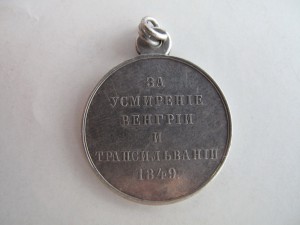 ЗА
УСМИРЕНІЕ
ВЕНГРІИ
И
ТРАНСИЛЬВАНІИ
1849.